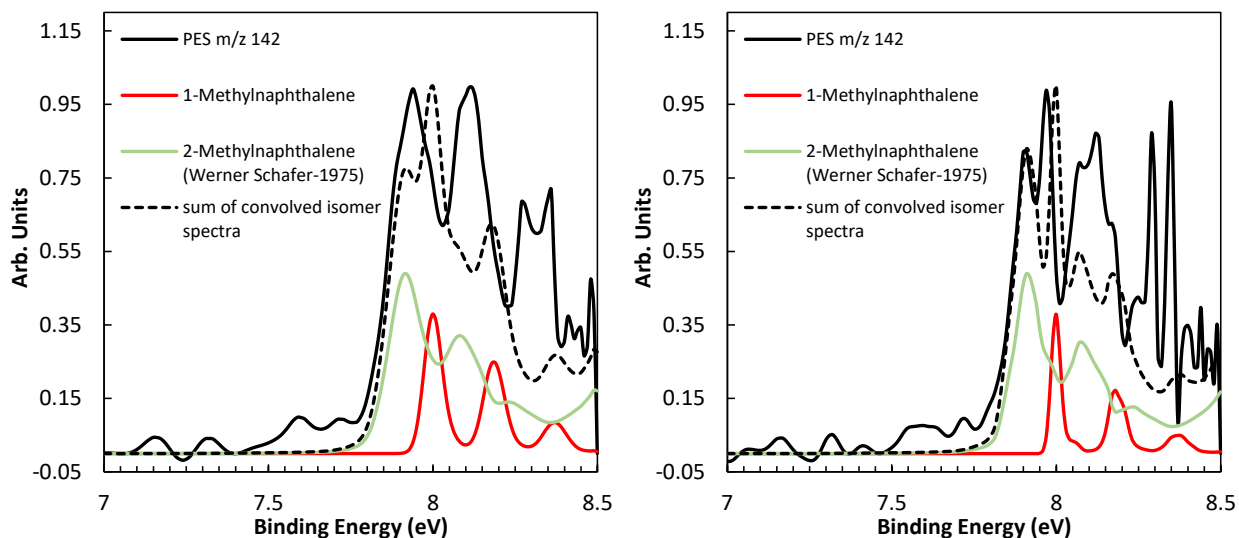 1.15
0.95
0.75
0.55
0.35
0.15
-0.05
Arb. Units
PES m/z 142
1-Methylnaphthalene
2-Methylnaphthalene
(Werner Schafer-1975)
sum of convolved isomer
spectra
7
7.5
8
8.5
Binding Energy (eV)
1.15
0.95
0.75
0.55
0.35
0.15
-0.05
Arb. Units
PES m/z 142
1-Methylnaphthalene
2-Methylnaphthalene
(Werner Schafer-1975)
sum of convolved isomer
spectra
7
7.5
8
8.5
Binding Energy (eV)